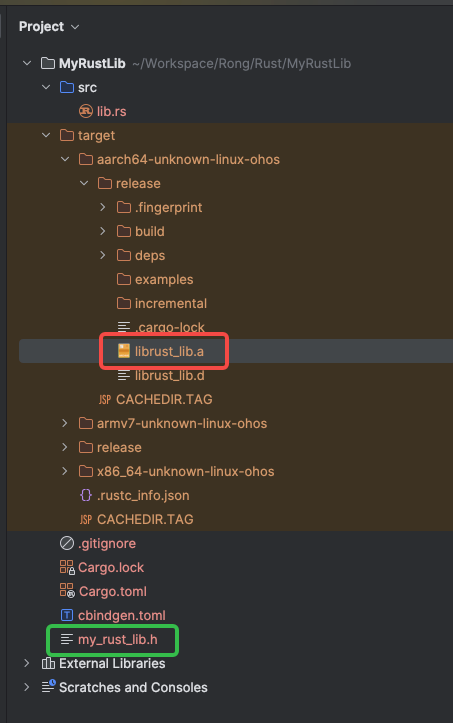 Project
MyRustLib ~/Workspace/Rong/Rust/MyRustLib
src
lib.rs
target
aarch64-unknown-linux-ohos
release
.fingerprint
build
deps
examples
incremental
.cargo-lock
librust_lib.a
librust_lib.d
JSP CACHEDIR.TAG
armv7-unknown-linux-ohos
release
x86_64-unknown-linux-ohos
{} .rustc_info.json
JSP CACHEDIR.TAG
.gitignore
Cargo.lock
Cargo.toml
T cbindgen.toml
my_rust_lib.h
External Libraries
Scratches and Consoles